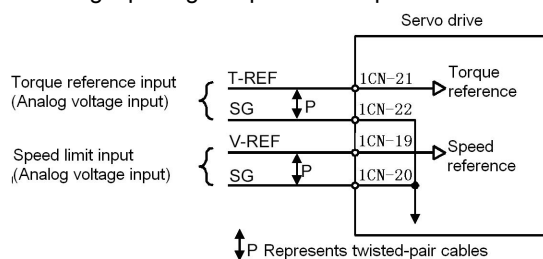 Servo drive
Torque reference input
(Analog voltage input)
T-REF
1CN-21
Torque
reference
P
SG
1CN-22
Speed limit input
(Analog voltage input)
V-REF
1CN-19
Speed
reference
P
SG
1CN-20
P Represents twisted-pair cables